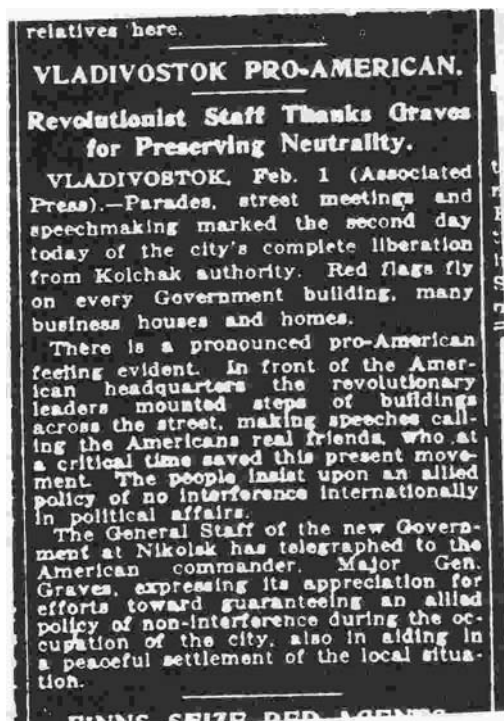 relatives here.
VLADIVOSTOK PRO-AMERICAN.
Revolutionist Staff Thanks Graves
for Preserving Neutrality.
VLADIVOSTOK, Feb. 1 (Associated
Press).—Parades, street meetings and
speechmaking marked the second day
today of the city's complete liberation
from Kolchak authority. Red flags fly
on every Government building, many
business houses and homes.
There is a pronounced pro-American
feeling evident. In front of the Amer-
ican headquarters the revolutionary
leaders mounted steps of buildings
across the street, making speeches call-
ing the Americans real friends, who at
a critical time saved this present move-
ment. The people insist upon an allied
policy of no interference internationally
in political affairs.
The General Staff of the new Govern-
ment at Nikolsk has telegraphed to the
American commander, Major Gen.
Graves, expressing its appreciation for
efforts toward guaranteeing an allied
policy of non-interference during the oc-
cupation of the city, also in aiding in
a peaceful settlement of the local situa-
tion.
FINNS SEIZE RED AGENTS